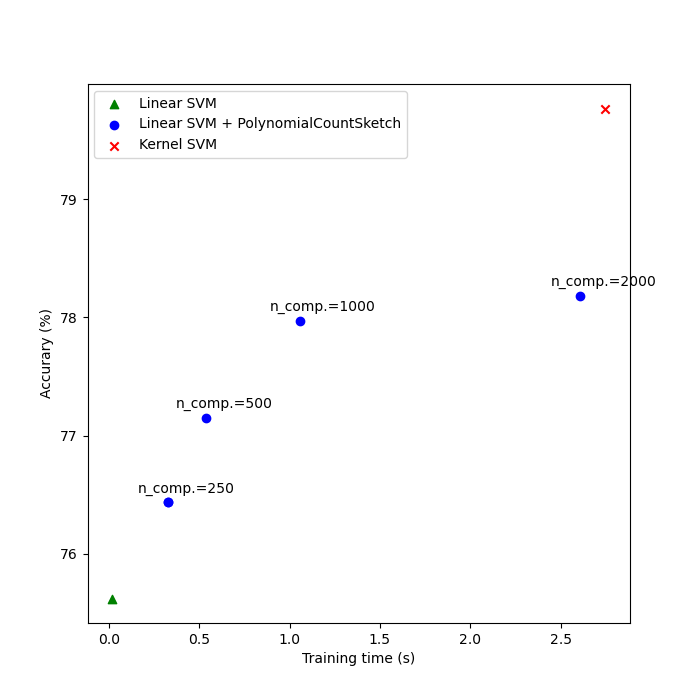 Linear SVM
Linear SVM + PolynomialCountSketch
Kernel SVM
79
n_comp.=2000
78
n_comp.=1000
Accurary (%)
n_comp.=500
77
n_comp.=250
76
0.0 0.5 1.0 1.5 2.0 2.5
Training time (s)